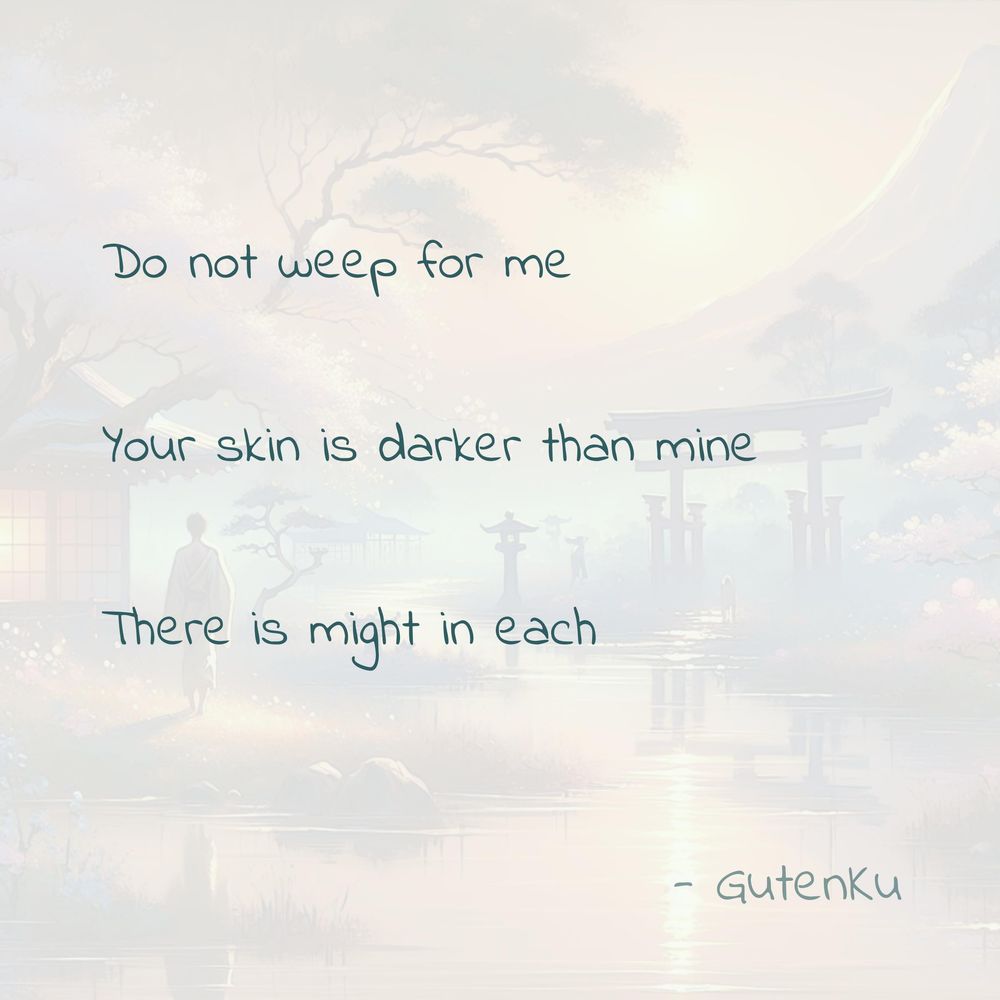 Do not weep for me
Your skin is darker than mine
There is might in each
- GutenKu